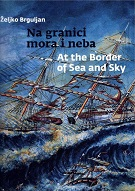 Željko Brguljan
Na granici
mora i neba
At the Border
of Sea and Sky